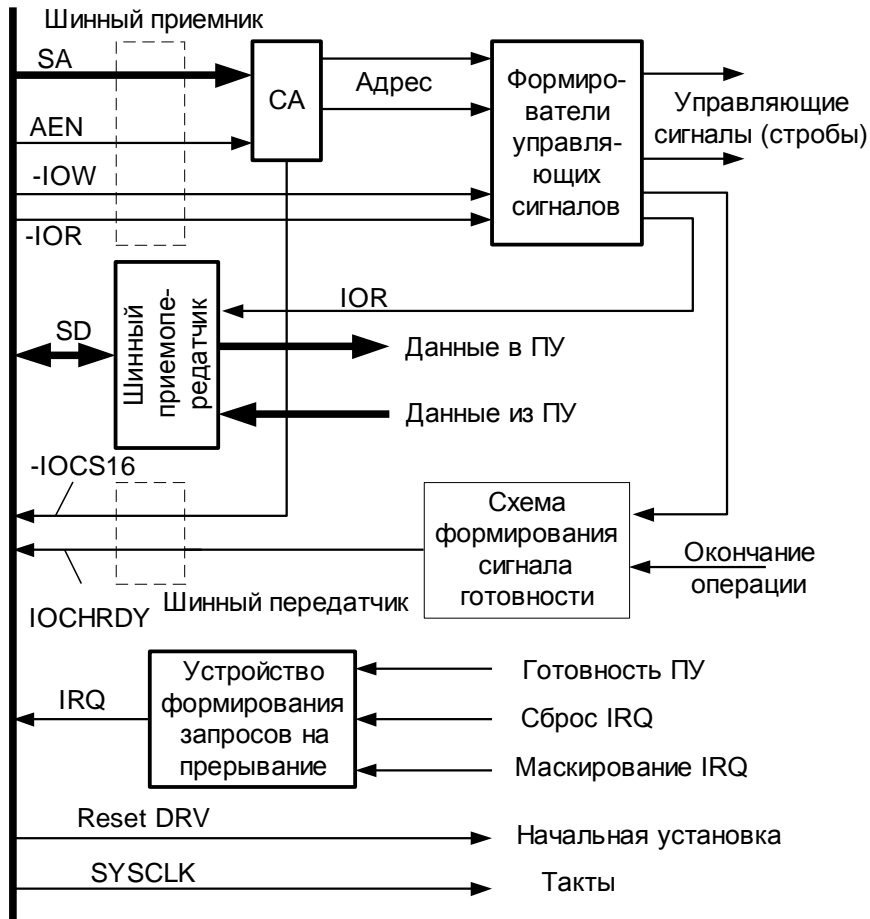 Шинный приемник
SA
AEN
-IOW
-IOR
СА
Адрес
Формиро-
ватели
управля-
ющих
сигналов
Управляющие
сигналы (стробы)
IOR
SD
Шинный
приемопе-
редатчик
Данные в ПУ
Данные из ПУ
-IOCS16
IOCHRDY
Шинный передатчик
Схема
формирования
сигнала
готовности
Окончание
операции
IRQ
Устройство
формирования
запросов на
прерывание
Готовность ПУ
Сброс IRQ
Маскирование IRQ
Reset DRV
Начальная установка
SYSCLK
Такты